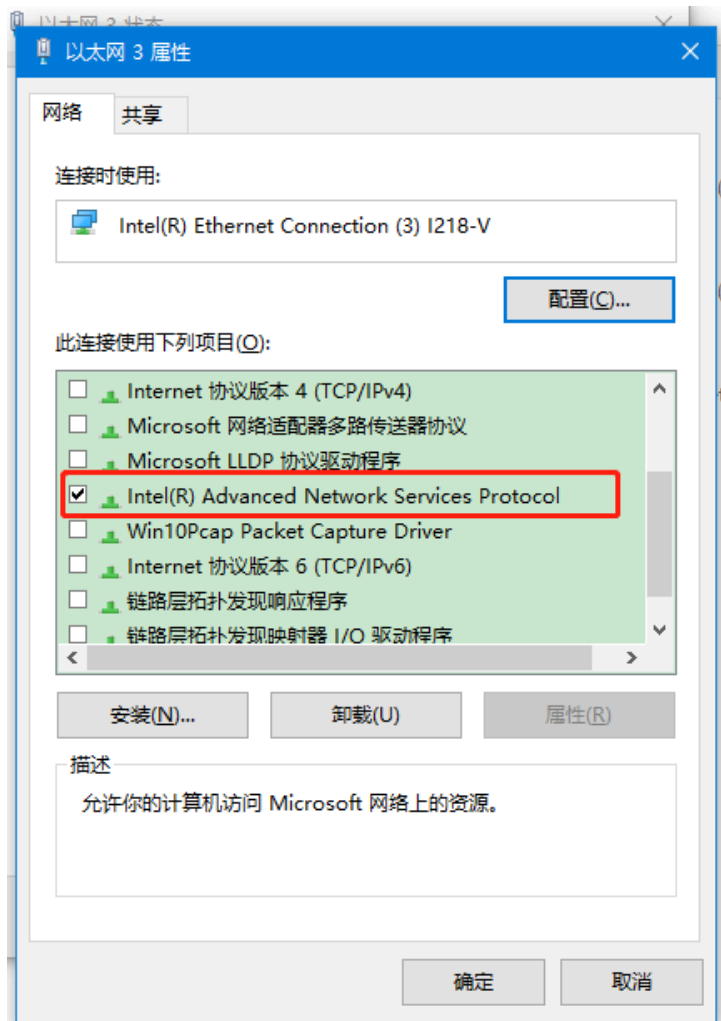 以太网 3 状态
以太网 3 属性
网络
共享
连接时使用:
Intel(R) Ethernet Connection (3) I218-V
配置(C)...
此连接使用下列项目(O):
Internet 协议版本 4 (TCP/IPv4)
Microsoft 网络适配器多路传送器协议
Microsoft LLDP 协议驱动程序
Intel(R) Advanced Network Services Protocol
Win10Pcap Packet Capture Driver
Internet 协议版本 6 (TCP/IPv6)
链路层拓扑发现响应程序
链路层拓扑发现映射器 I/O 驱动程序
安装(N)...
卸载(U)
属性(R)
描述
允许你的计算机访问 Microsoft 网络上的资源。
确定
取消